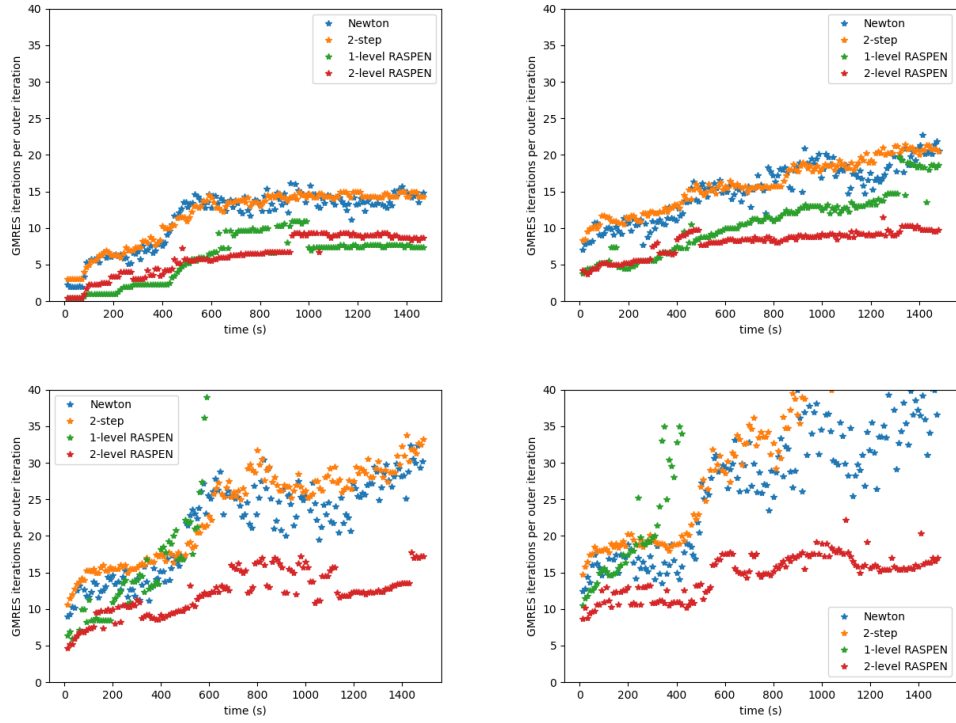 40
35
30
25
20
15
10
5
0
GMRES iterations per outer iteration
Newton
2-step
1-level RASPEN
2-level RASPEN
0 200 400 600 800 1000 1200 1400
time (s)
40
35
30
25
20
15
10
5
0
GMRES iterations per outer iteration
Newton
2-step
1-level RASPEN
2-level RASPEN
0 200 400 600 800 1000 1200 1400
time (s)
40
35
30
25
20
15
10
5
0
GMRES iterations per outer iteration
Newton
2-step
1-level RASPEN
2-level RASPEN
0 200 400 600 800 1000 1200 1400
time (s)
40
35
30
25
20
15
10
5
0
GMRES iterations per outer iteration
Newton
2-step
1-level RASPEN
2-level RASPEN
0 200 400 600 800 1000 1200 1400
time (s)